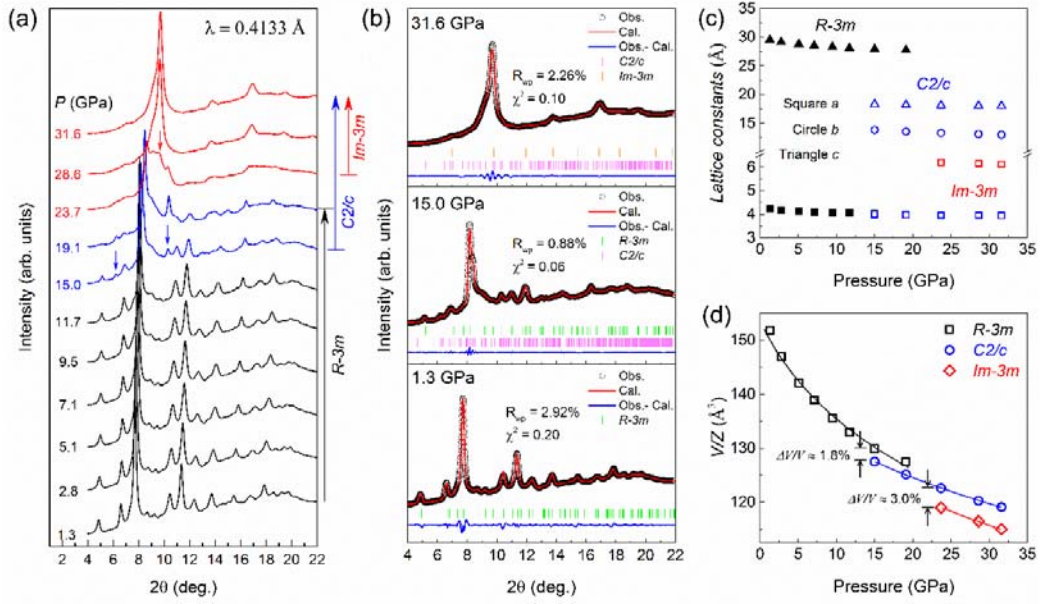 (a)
λ = 0.4133 Å
P (GPa)
31.6
28.6
23.7
19.1
15.0
11.7
9.5
7.1
5.1
2.8
1.3
Im-3m
C2/c
R-3m
Intensity (arb. units)
4 6 8 10 12 14 16 18 20 22
2θ (deg.)
(b)
31.6 GPa
Obs.
Cal.
Obs.- Cal.
C2/c
Im-3m
Rwp = 2.26%
χ² = 0.10
15.0 GPa
Obs.
Cal.
Obs.- Cal.
R-3m
C2/c
Rwp = 0.88%
χ² = 0.06
1.3 GPa
Obs.
Cal.
Obs.- Cal.
R-3m
Rwp = 2.92%
χ² = 0.20
Intensity (arb. units)
4 6 8 10 12 14 16 18 20 22
2θ (deg.)
(c)
R-3m
C2/c
Square a
Circle b
Triangle c
Im-3m
Lattice constants (Å)
35
30
25
20
15
10
6
5
4
3
0 5 10 15 20 25 30 35
Pressure (GPa)
(d)
R-3m
C2/c
Im-3m
ΔV/V ≈ 1.8%
ΔV/V ≈ 3.0%
V/Z (Å³)
150
140
130
120
0 5 10 15 20 25 30 35
Pressure (GPa)